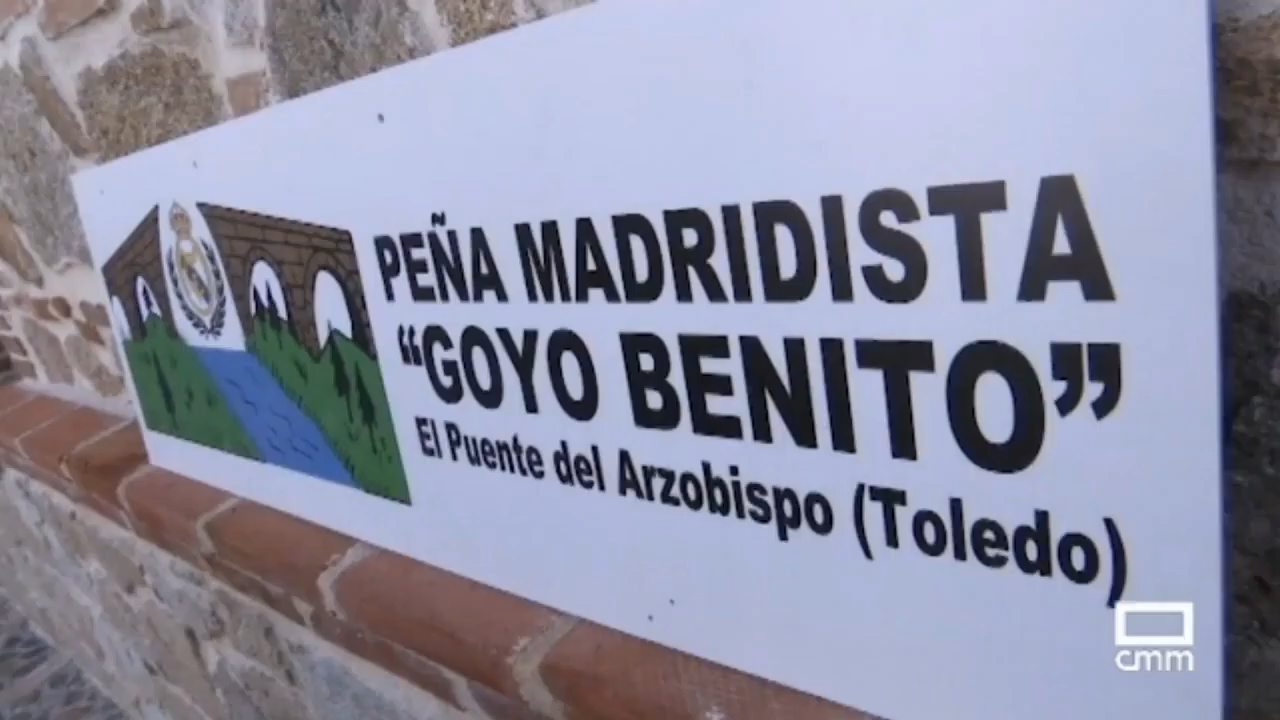 PEÑA MADRIDISTA
“GOYO BENITO”
El Puente del Arzobispo (Toledo)
cmm